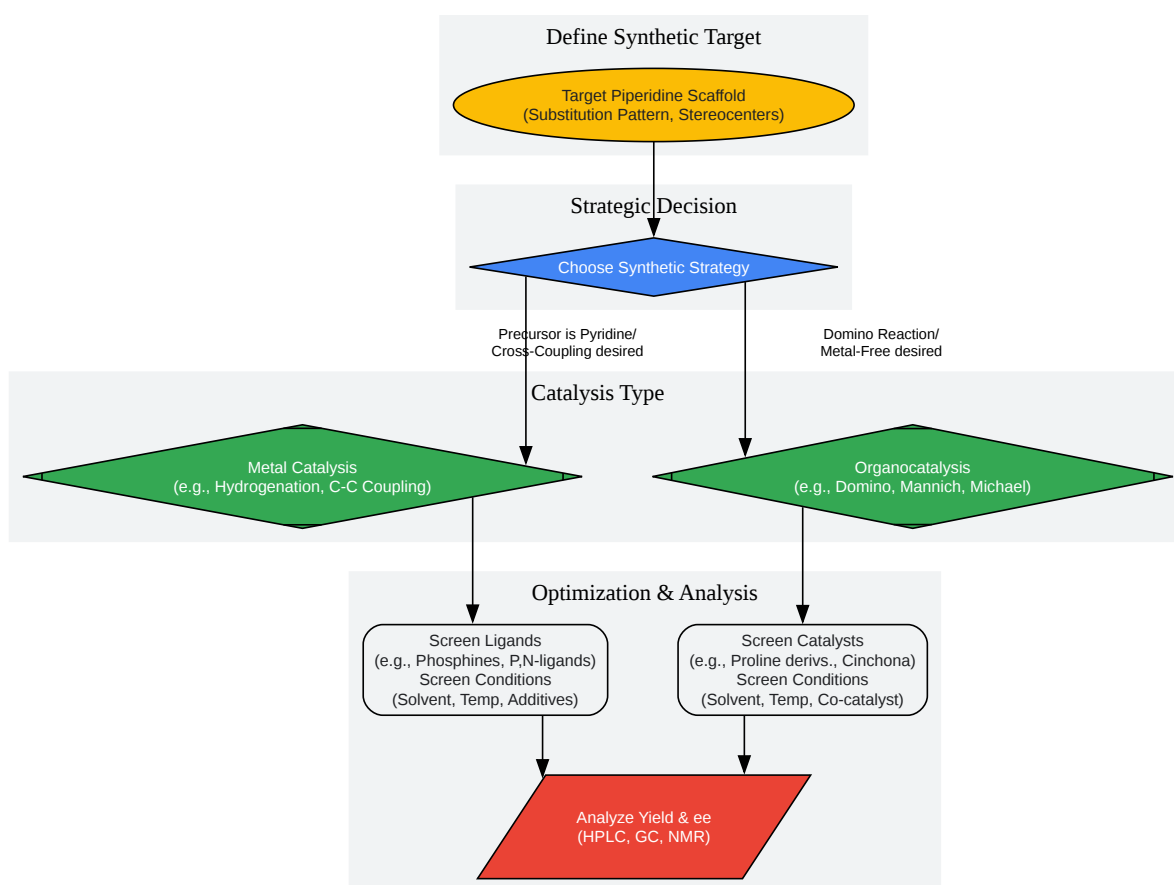 Define Synthetic Target
Target Piperidine Scaffold
(Substitution Pattern, Stereocenters)
Strategic Decision
Choose Synthetic Strategy
Precursor is Pyridine/
Cross-Coupling desired
Domino Reaction/
Metal-Free desired
Catalysis Type
Metal Catalysis
(e.g., Hydrogenation, C-C Coupling)
Organocatalysis
(e.g., Domino, Mannich, Michael)
Optimization & Analysis
Screen Ligands
(e.g., Phosphines, P,N-ligands)
Screen Conditions
(Solvent, Temp, Additives)
Screen Catalysts
(e.g., Proline derivs., Cinchona)
Screen Conditions
(Solvent, Temp, Co-catalyst)
Analyze Yield & ee
(HPLC, GC, NMR)